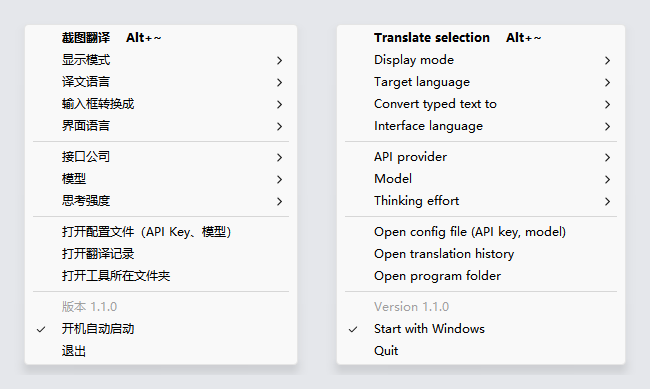 截图翻译 Alt+~
显示模式
译文语言
输入框转换成
界面语言
接口公司
模型
思考强度
打开配置文件（API Key、模型）
打开翻译记录
打开工具所在文件夹
版本 1.1.0
开机自动启动
退出
Translate selection Alt+~
Display mode
Target language
Convert typed text to
Interface language
API provider
Model
Thinking effort
Open config file (API key, model)
Open translation history
Open program folder
Version 1.1.0
Start with Windows
Quit